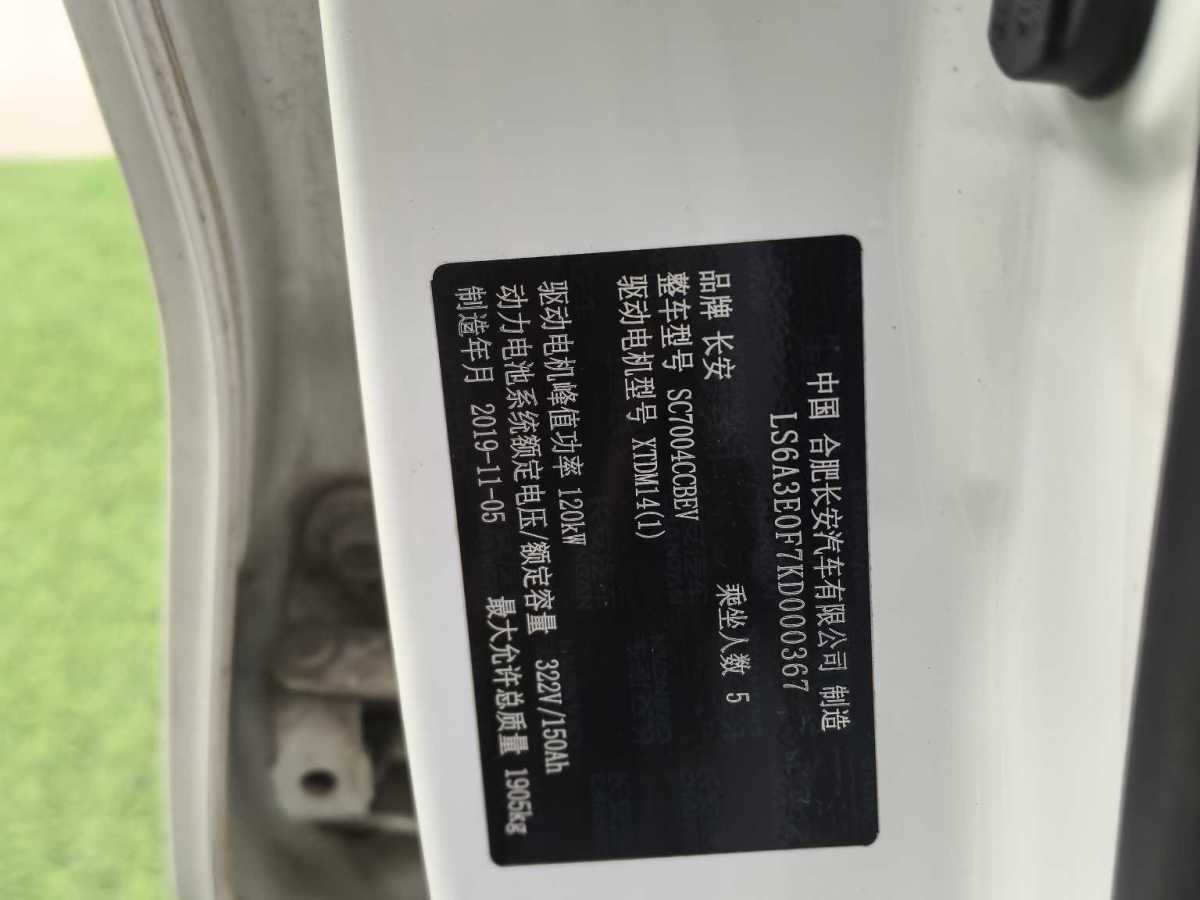 中国 合肥长安汽车有限公司 制造
LS6A3E0F7KD000367
品牌 长安 乘坐人数 5
整车型号 SC7004CCBEV
驱动电机型号 XTDM14(1)
驱动电机峰值功率 120kW
动力电池系统额定电压/额定容量 322V/150Ah
制造年月 2019-11-05 最大允许总质量 1905kg